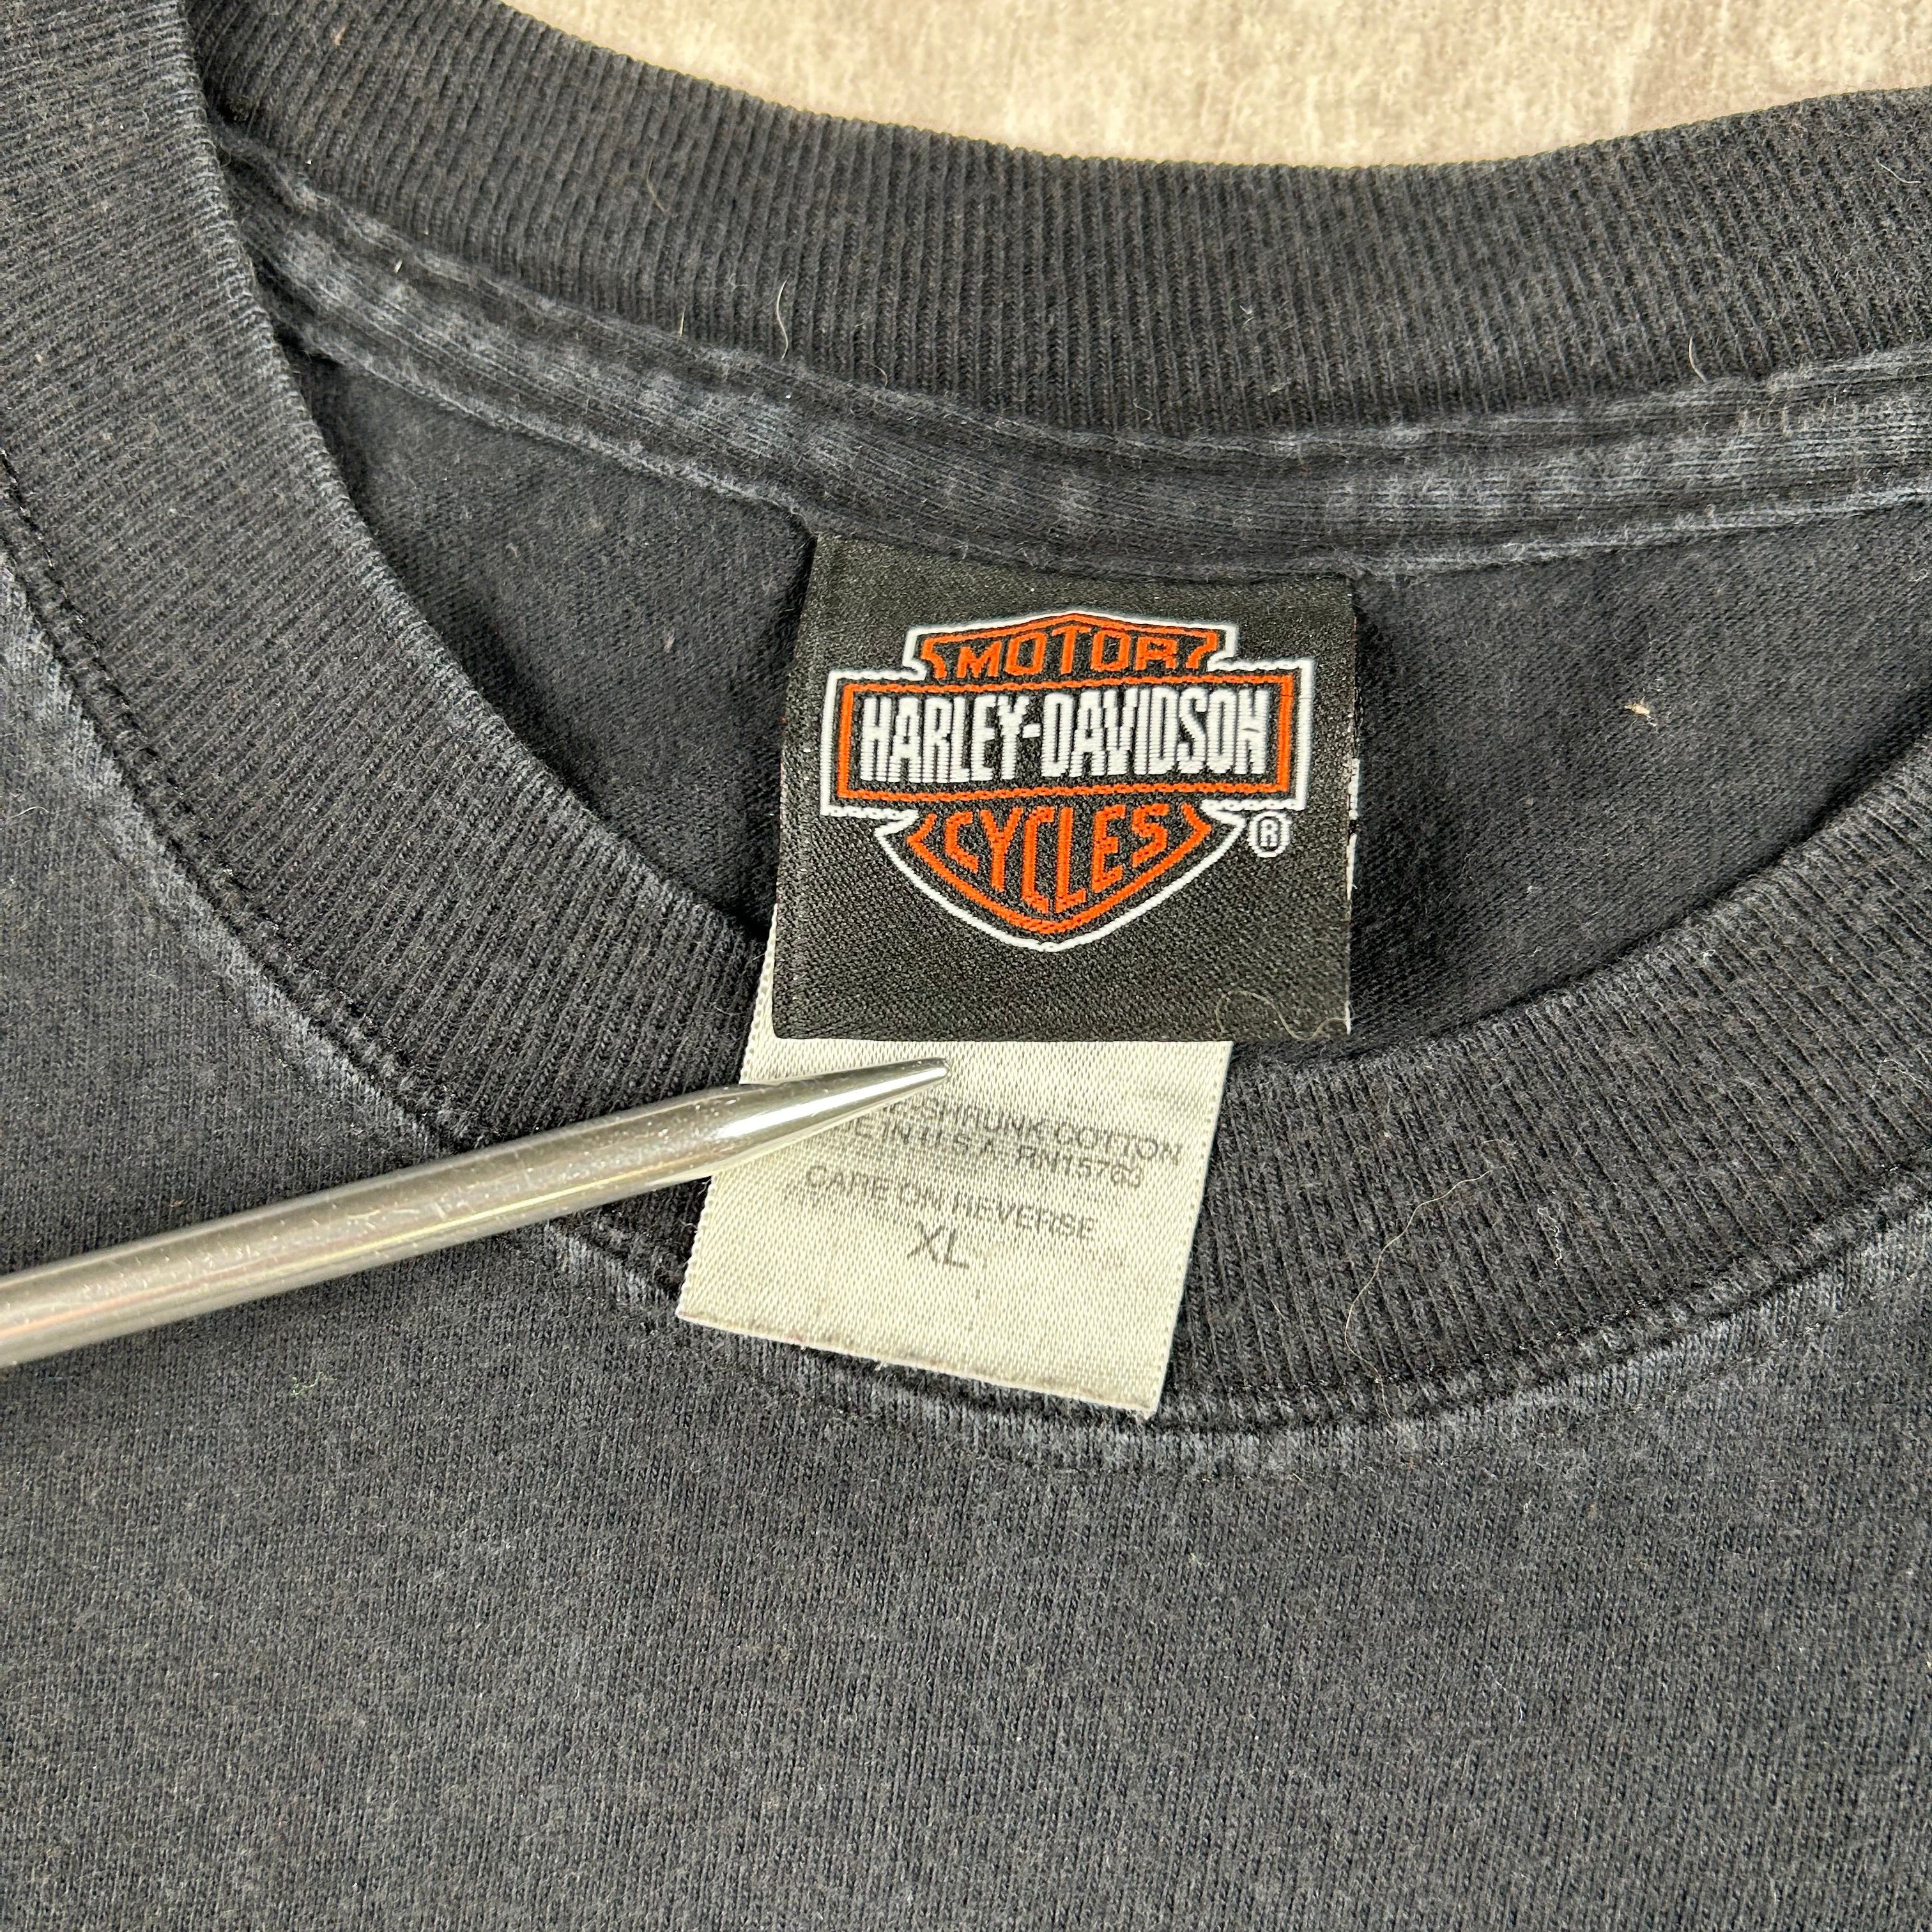 MOTOR
HARLEY-DAVIDSON
CYCLES
®
-SHRUNK COTTON
E IN U.S.A. RN15763
CARE ON REVERSE
XL